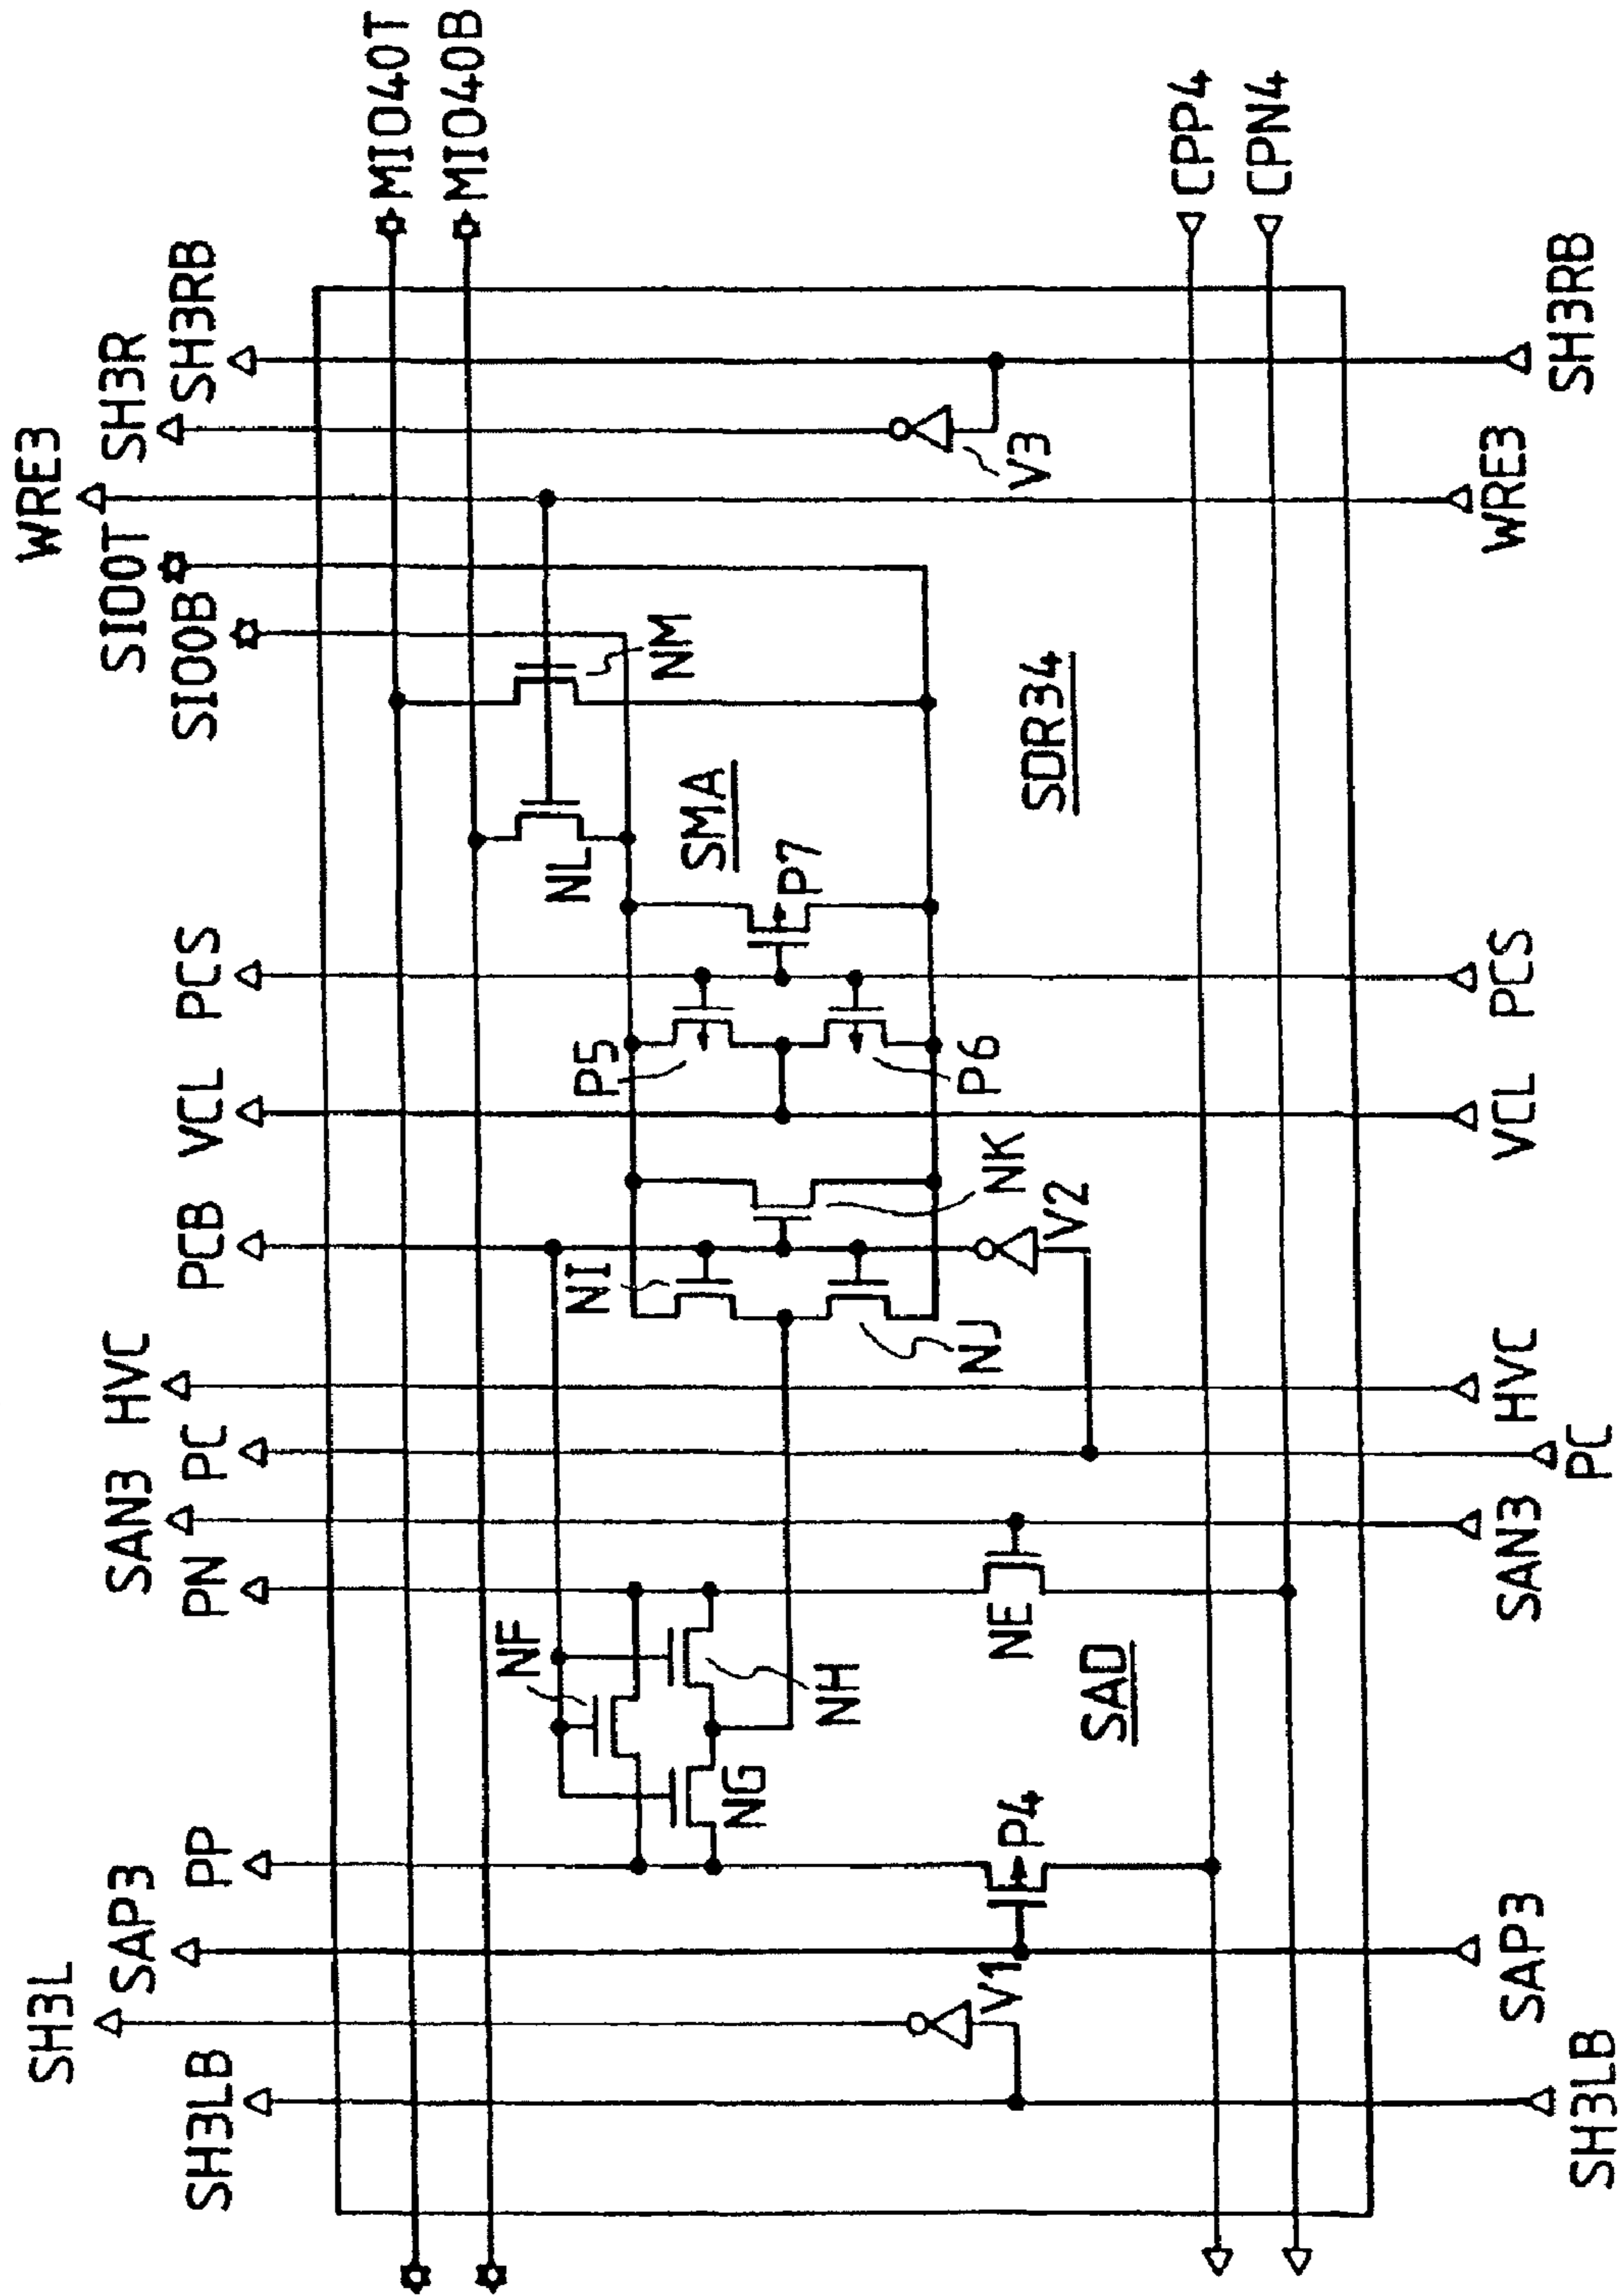 SH3L
WRE3
SAP3
SAN3
HVC
SIO0T
SH3R
SH3LB
PP
PN
PC
PCB
VCL
PCS
SIO0B
SH3RB
MIO40T
MIO40B
NF
NI
P5
NL
NM
NG
NH
SMA
P7
NJ
NK
P6
V1
P4
NE
V2
V3
SAD
SDR34
CPP4
CPN4
SH3LB
SAP3
SAN3
PC
HVC
VCL
PCS
WRE3
SH3RB